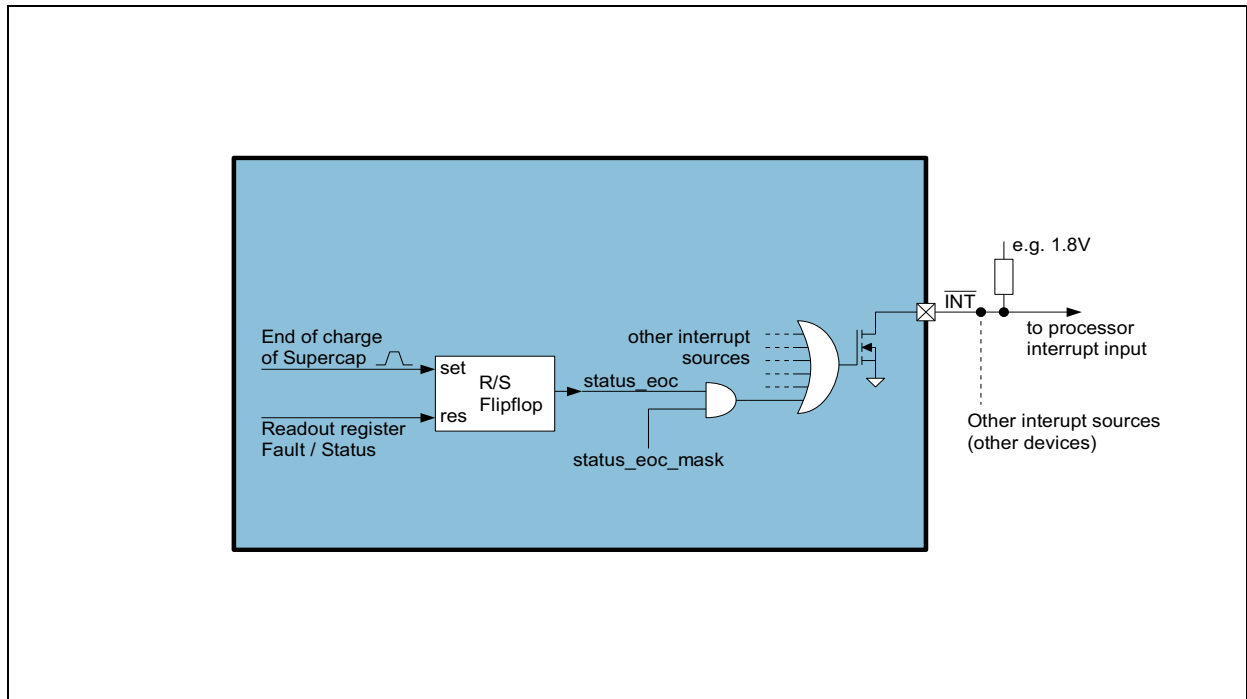 e.g. 1.8V
INT
to processor
interrupt input
other interrupt
sources
End of charge
of Supercap
set
R/S
Flipflop
res
status_eoc
Readout register
Fault / Status
status_eoc_mask
Other interupt sources
(other devices)